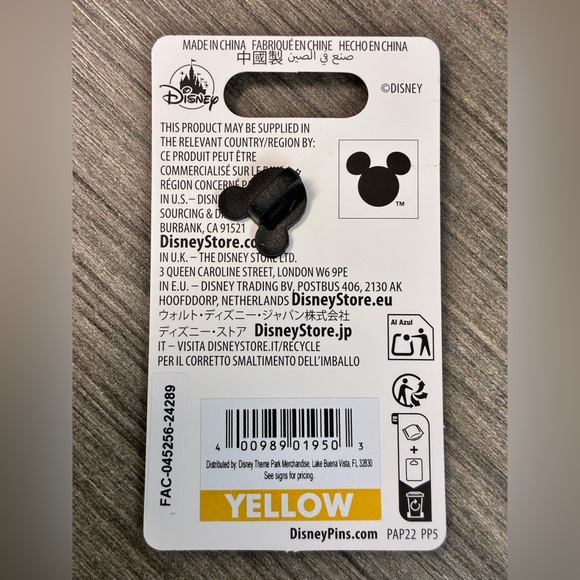 MADE IN CHINA FABRIQUÉ EN CHINE HECHO EN CHINA
中國製 صنع في الصين
Disney
©DISNEY
THIS PRODUCT MAY BE SUPPLIED IN
THE RELEVANT COUNTRY/REGION BY:
CE PRODUIT PEUT ÊTRE
COMMERCIALISÉ SUR LE
RÉGION CONCERNÉ
IN U.S. –
SOURCING &
BURBANK, CA 91521
TM
DisneyStore.co
IN U.K. – THE DISNEY STORE LTD.
3 QUEEN CAROLINE STREET, LONDON W6 9PE
IN E.U. – DISNEY TRADING BV, POSTBUS 406, 2130 AK
HOOFDDORP, NETHERLANDS DisneyStore.eu
ウォルト・ディズニー・ジャパン株式会社
ディズニー・ストア DisneyStore.jp
IT – VISITA DISNEYSTORE.IT/RECYCLE
PER IL CORRETTO SMALTIMENTO DELL'IMBALLO
Al Azul
FAC-045256-24289
4 00989 01950 3
Distributed by: Disney Theme Park Merchandise, Lake Buena Vista, FL 32830
See signs for pricing.
YELLOW
DisneyPins.com
+
PAP22 PP5